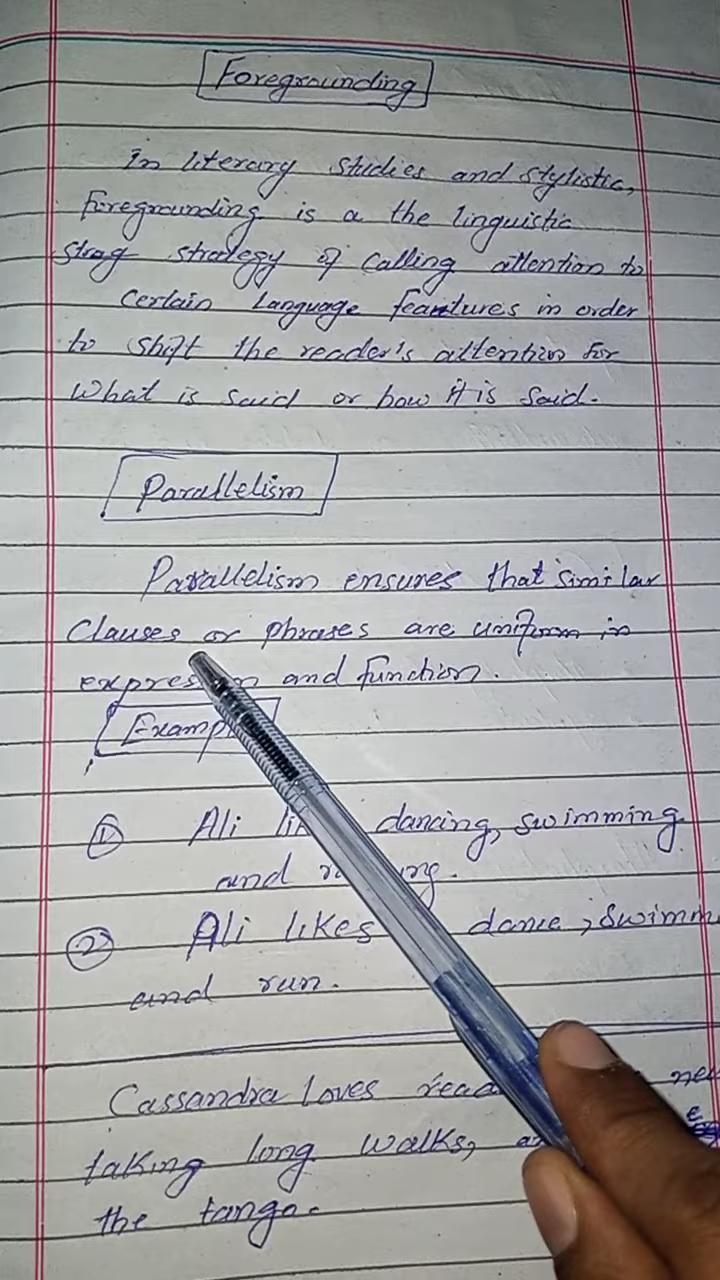 Foregrounding
In literary studies and stylistic,
Foregrounding is a the linguistic
strag strategy of calling attention to
certain language features in order
to shift the reader's attention for
what is said or how it is said.
Parallelism
Parallelism ensures that similar
clauses or phrases are uniform in
and function.
① Ali dancing, swimming
and
② Ali likes dance, swimm
and run.
Cassandra Loves
taking long walks,
the tango.